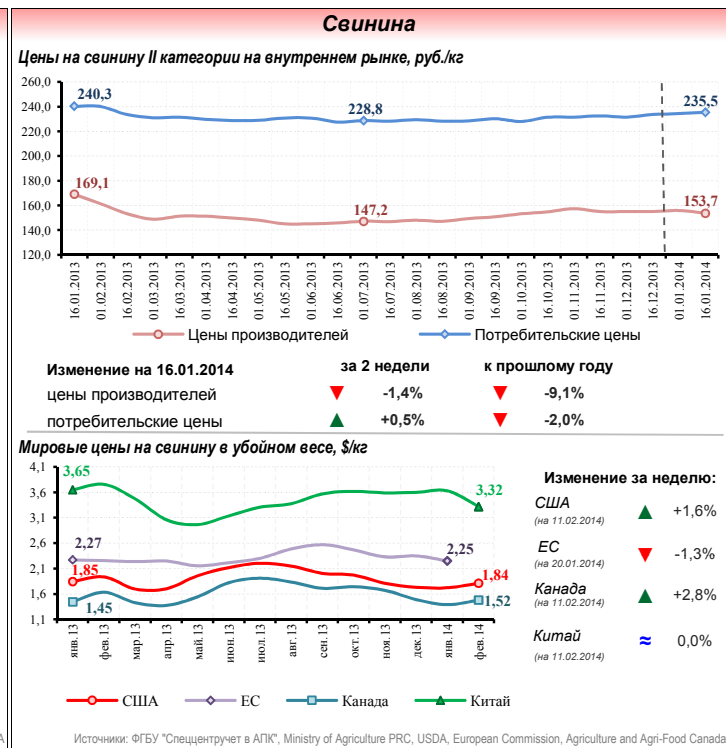 Свинина
Цены на свинину II категории на внутреннем рынке, руб./кг
260,0
240,0
220,0
200,0
180,0
160,0
140,0
120,0
240,3
228,8
235,5
169,1
147,2
153,7
16.01.2013
01.02.2013
16.02.2013
01.03.2013
16.03.2013
01.04.2013
16.04.2013
01.05.2013
16.05.2013
01.06.2013
16.06.2013
01.07.2013
16.07.2013
01.08.2013
16.08.2013
01.09.2013
16.09.2013
01.10.2013
16.10.2013
01.11.2013
16.11.2013
01.12.2013
16.12.2013
01.01.2014
16.01.2014
Цены производителей Потребительские цены
Изменение на 16.01.2014 за 2 недели к прошлому году
цены производителей -1,4% -9,1%
потребительские цены +0,5% -2,0%
Мировые цены на свинину в убойном весе, $/кг
4,1
3,6
3,1
2,6
2,1
1,6
1,1
3,65
3,32
2,27
2,25
1,85
1,84
1,45
1,52
янв.13
фев.13
мар.13
апр.13
май.13
июн.13
июл.13
авг.13
сен.13
окт.13
ноя.13
дек.13
янв.14
фев.14
США ЕС Канада Китай
Изменение за неделю:
США +1,6%
(на 11.02.2014)
ЕС -1,3%
(на 20.01.2014)
Канада +2,8%
(на 11.02.2014)
Китай ≈ 0,0%
(на 11.02.2014)
Источники: ФГБУ "Спеццентручет в АПК", Ministry of Agriculture PRC, USDA, European Commission, Agriculture and Agri-Food Canada